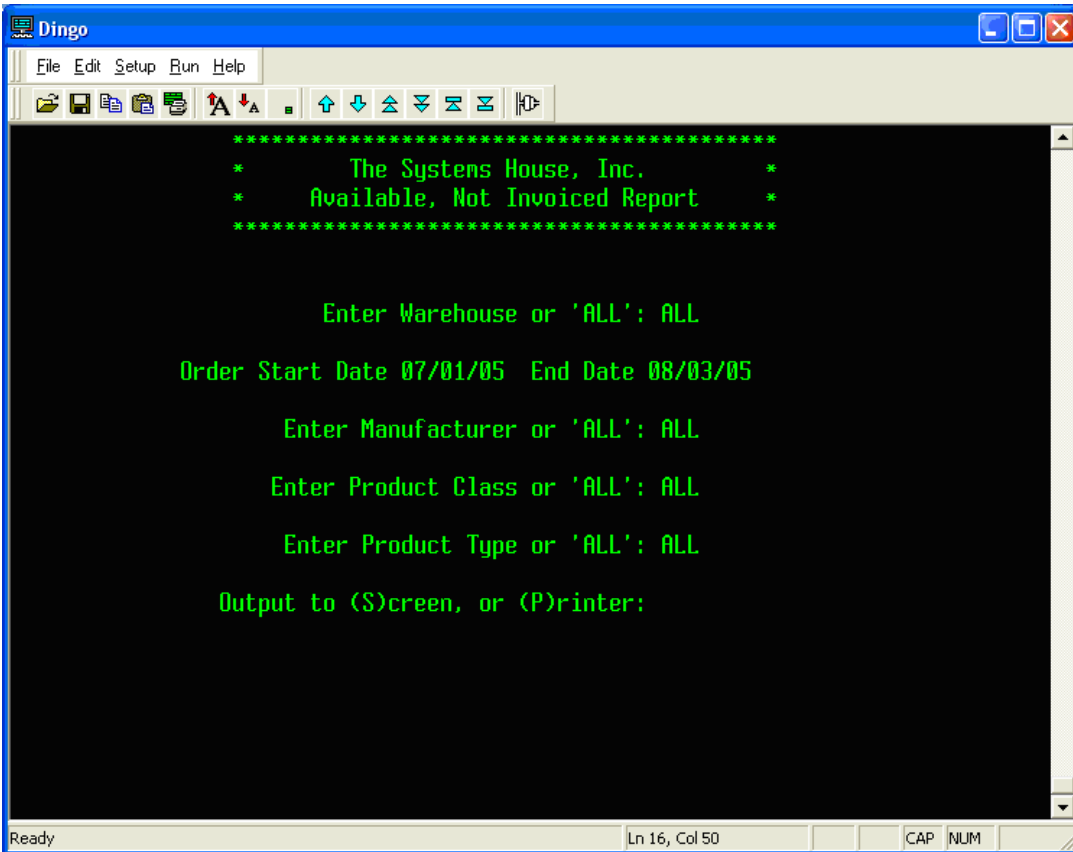 Dingo
File Edit Setup Run Help
******************************************
* The Systems House, Inc. *
* Available, Not Invoiced Report *
******************************************
Enter Warehouse or 'ALL': ALL
Order Start Date 07/01/05 End Date 08/03/05
Enter Manufacturer or 'ALL': ALL
Enter Product Class or 'ALL': ALL
Enter Product Type or 'ALL': ALL
Output to (S)creen, or (P)rinter:
Ready Ln 16, Col 50 CAP NUM